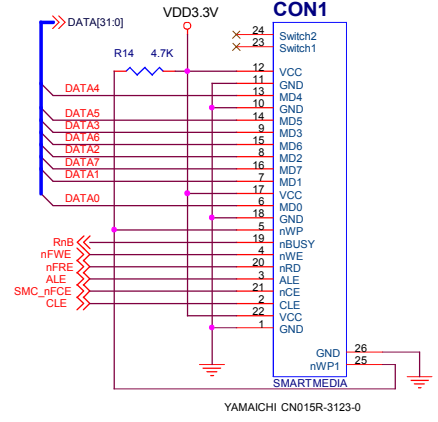 CON1
VDD3.3V
DATA[31:0]
24 Switch2
23 Switch1
R14 4.7K
12 VCC
11 GND
DATA4 13 MD4
10 GND
DATA5 14 MD5
DATA3 9 MD3
DATA6 15 MD6
DATA2 8 MD2
DATA7 16 MD7
DATA1 7 MD1
17 VCC
DATA0 6 MD0
18 GND
5 nWP
RnB 19 nBUSY
nFWE 4 nWE
nFRE 20 nRD
ALE 3 ALE
SMC_nFCE 21 nCE
CLE 2 CLE
22 VCC
1 GND
GND 26
nWP1 25
SMARTMEDIA
YAMAICHI CN015R-3123-0